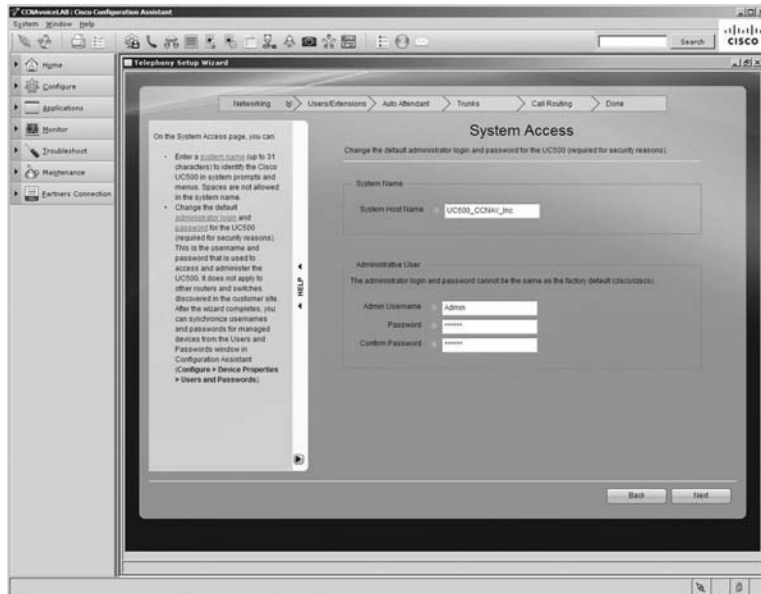 CCNAvoiceLAB : Cisco Configuration Assistant
System Window Help
Search
CISCO
Home
Configure
Applications
Monitor
Troubleshoot
Maintenance
Partners Connection
Telephony Setup Wizard
Networking
Users/Extensions
Auto Attendant
Trunks
Call Routing
Done
On the System Access page, you can:
• Enter a system name (up to 31
characters) to identify the Cisco
UC500 in system prompts and
menus. Spaces are not allowed
in the system name.
• Change the default
administrator login and
password for the UC500
(required for security reasons).
This is the username and
password that is used to
access and administer the
UC500. It does not apply to
other routers and switches
discovered in the customer site.
After the wizard completes, you
can synchronize usernames
and passwords for managed
devices from the Users and
Passwords window in
Configuration Assistant
(Configure > Device Properties
> Users and Passwords).
HELP
System Access
Change the default administrator login and password for the UC500 (required for security reasons).
System Name
System Host Name
UC500_CCNAV_Inc
Administrative User
The administrator login and password cannot be the same as the factory default (cisco/cisco).
Admin Username
Admin
Password
******
Confirm Password
******
Back
Next